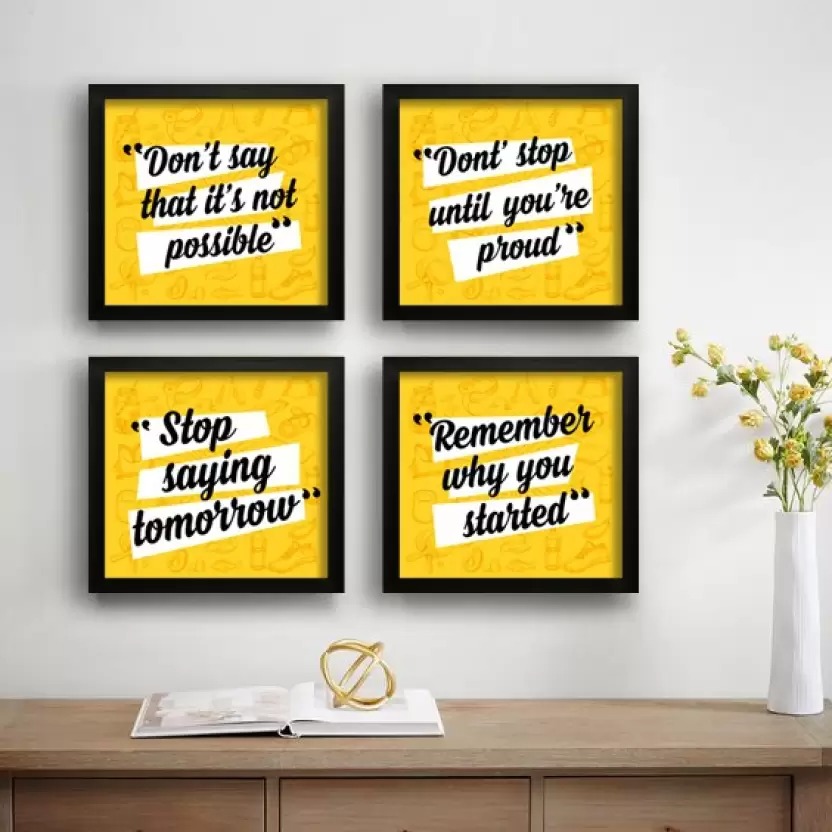 “Don't say
that it's not
possible”
“Dont' stop
until you're
proud”
“Stop
saying
tomorrow”
“Remember
why you
started”